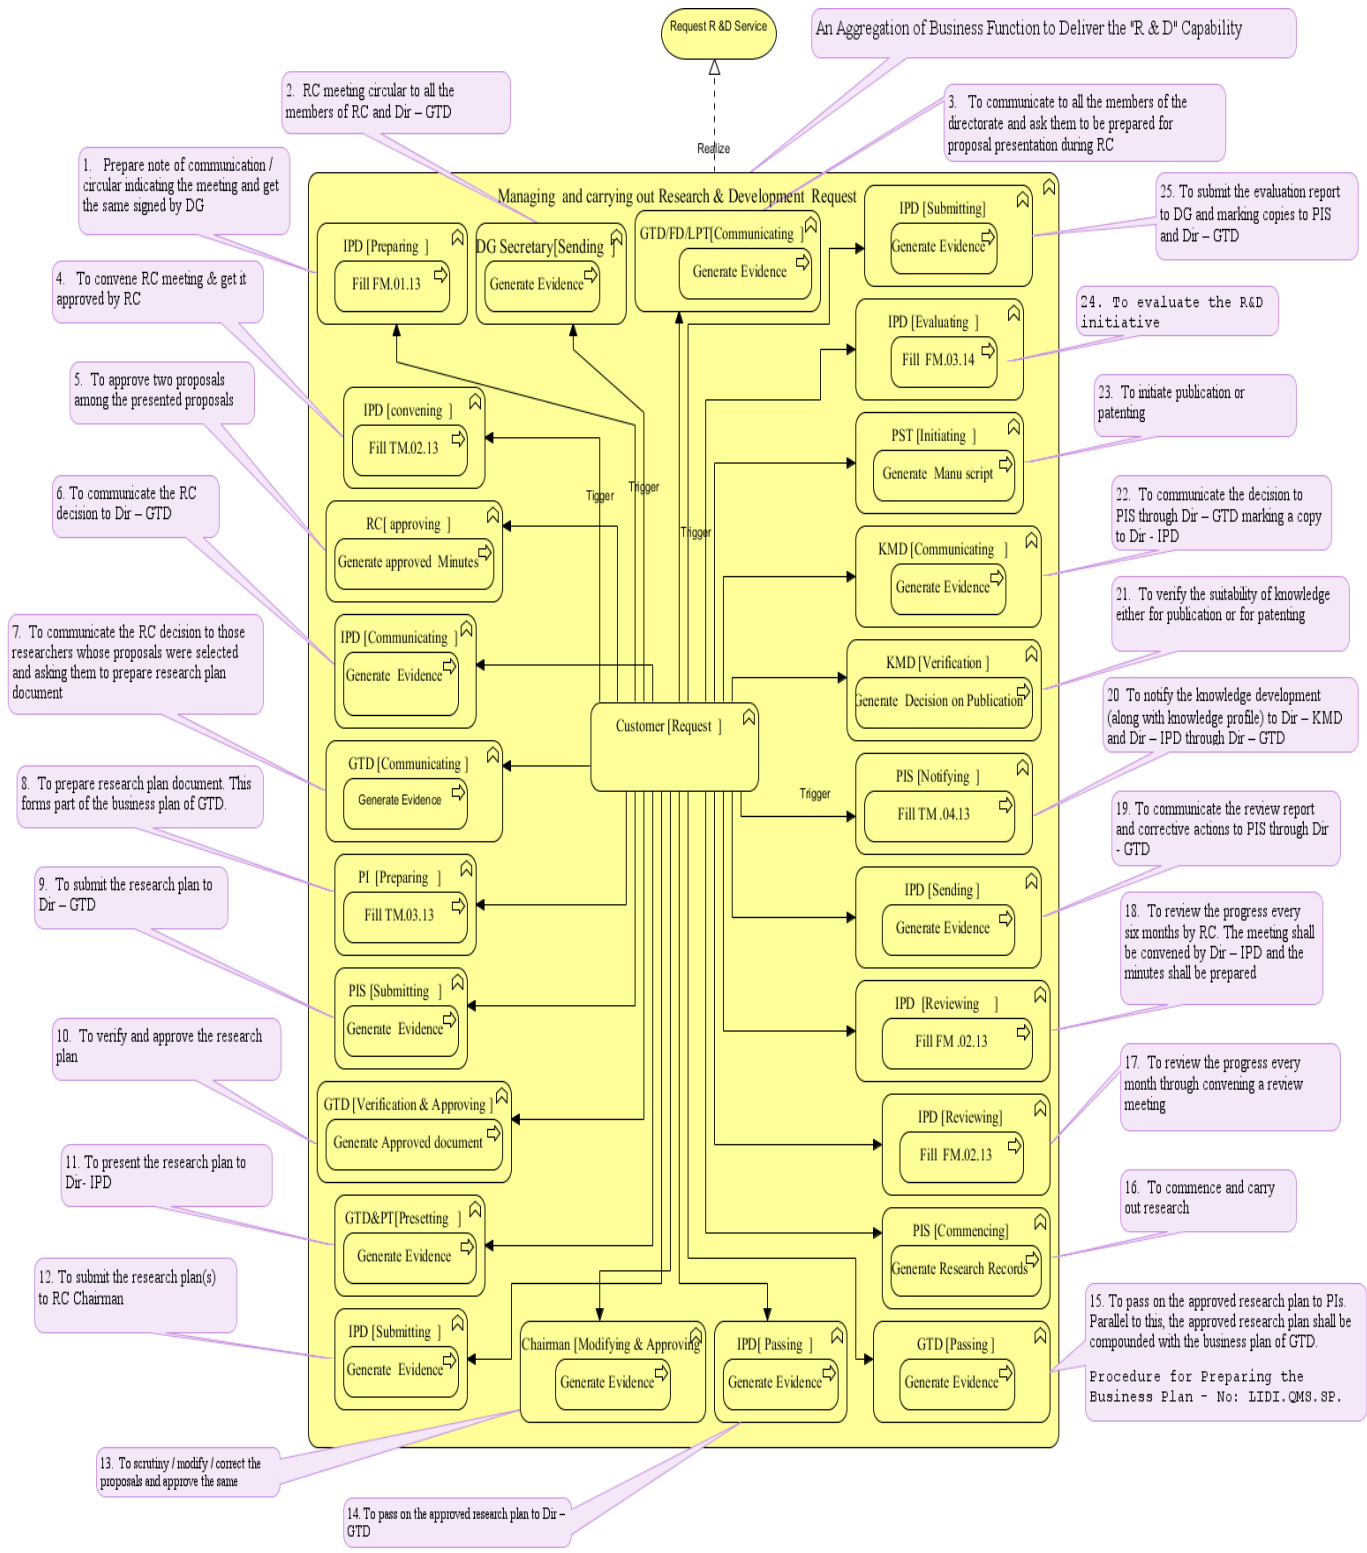 Request R &D Service
An Aggregation of Business Function to Deliver the "R & D" Capability
Realize
Managing  and carrying out Research & Development  Request
1.   Prepare note of communication /
circular indicating the meeting and get
the same signed by DG
2.  RC meeting circular to all the
members of RC and Dir – GTD
3.   To communicate to all the members of the
directorate and ask them to be prepared for
proposal presentation during RC
4.   To convene RC meeting & get it
approved by RC
5.  To approve two proposals
among the presented proposals
6. To communicate the RC
decision to Dir – GTD
7.  To communicate the RC decision to those
researchers whose proposals were selected
and asking them to prepare research plan
document
8.  To prepare research plan document. This
forms part of the business plan of GTD.
9.  To submit the research plan to
Dir – GTD
10.  To verify and approve the research
plan
11. To present the research plan to
Dir- IPD
12. To submit the research plan(s)
to RC Chairman
13.  To scrutiny / modify / correct the
proposals and approve the same
14. To pass on the approved research plan to Dir –
GTD
IPD [Preparing  ]
Fill FM.01.13
DG Secretary[Sending  ]
Generate Evidence
GTD/FD/LPT[Communicating  ]
Generate Evidence
IPD [convening  ]
Fill TM.02.13
RC[ approving  ]
Generate approved  Minutes
IPD [Communicating  ]
Generate  Evidence
GTD [Communicating ]
Generate Evidence
PI  [Preparing   ]
Fill TM.03.13
PIS [Submitting   ]
Generate  Evidence
GTD [Verification & Approving ]
Generate Approved document
GTD&PT[Presetting   ]
Generate Evidence
IPD [Submitting   ]
Generate  Evidence
Chairman [Modifying & Approving
Generate Evidence
IPD[ Passing  ]
Generate Evidence
Tigger
Trigger
Trigger
Customer [Request  ]
Trigger
IPD [Submitting]
Generate Evidence
IPD [Evaluating  ]
Fill  FM.03.14
PST [Initiating  ]
Generate  Manu script
KMD [Communicating   ]
Generate Evidence
KMD [Verification ]
Generate  Decision on Publication
PIS [Notifying  ]
Fill TM .04.13
IPD [Sending ]
Generate Evidence
IPD  [Reviewing    ]
Fill FM .02.13
IPD [Reviewing]
Fill  FM.02.13
PIS [Commencing]
Generate Research Records
GTD [Passing ]
Generate Evidence
25. To submit the evaluation report
to DG and marking copies to PIS
and Dir – GTD
24. To evaluate the R&D
initiative
23.  To initiate publication or
patenting
22.  To communicate the decision to
PIS through Dir – GTD marking a copy
to Dir - IPD
21.  To verify the suitability of knowledge
either for publication or for patenting
20  To notify the knowledge development
(along with knowledge profile) to Dir – KMD
and Dir – IPD through Dir – GTD
19. To communicate the review report
and corrective actions to PIS through Dir
- GTD
18.  To review the progress every
six months by RC. The meeting shall
be convened by Dir – IPD and the
minutes shall be prepared
17.  To review the progress every
month through convening a review
meeting
16.  To commence and carry
out research
15. To pass on the approved research plan to PIs.
Parallel to this, the approved research plan shall be
compounded with the business plan of GTD.
Procedure for Preparing the
Business Plan - No: LIDI.QMS.SP.